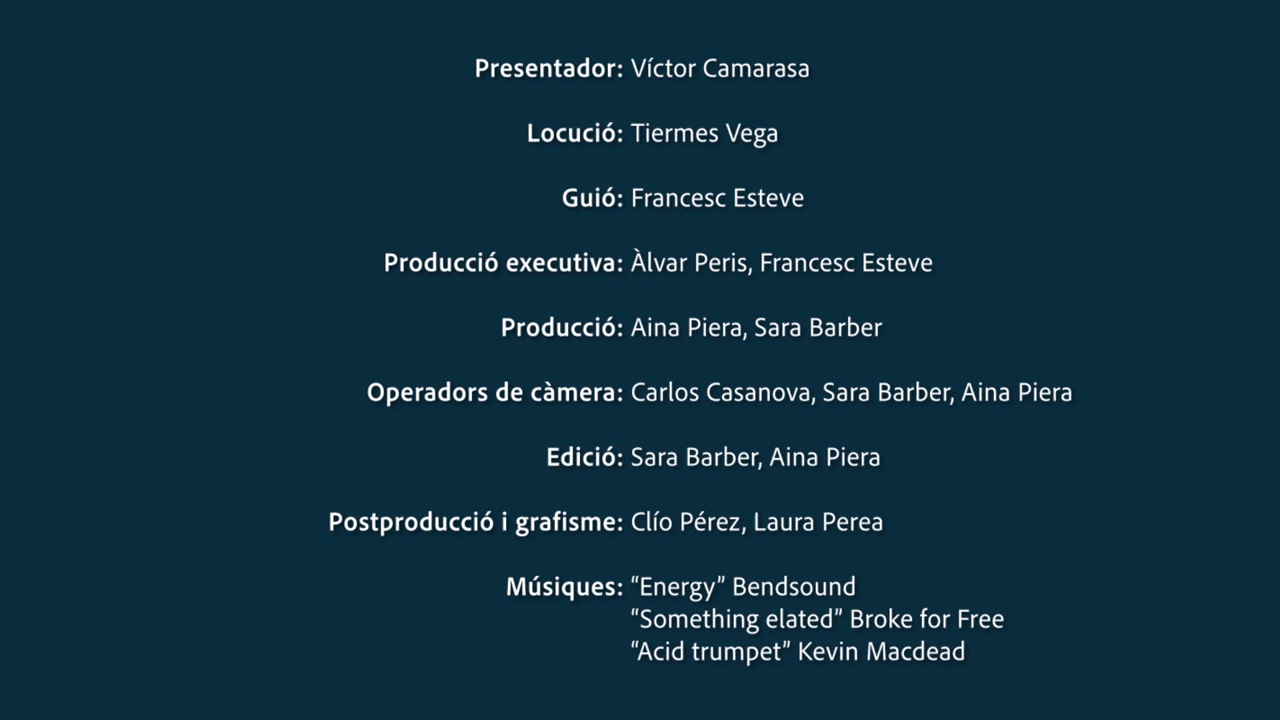 Presentador: Víctor Camarasa
Locució: Tiermes Vega
Guió: Francesc Esteve
Producció executiva: Àlvar Peris, Francesc Esteve
Producció: Aina Piera, Sara Barber
Operadors de càmera: Carlos Casanova, Sara Barber, Aina Piera
Edició: Sara Barber, Aina Piera
Postproducció i grafisme: Clío Pérez, Laura Perea
Músiques: “Energy” Bendsound
“Something elated” Broke for Free
“Acid trumpet” Kevin Macdead